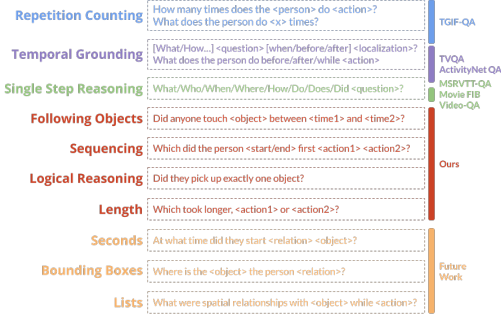 Repetition Counting
How many times does the <person> do <action>?
What does the person do <x> times?
TGIF-QA
Temporal Grounding
[What/How...] <question> [when/before/after] <localization?>
What does the person do before/after/while <action>
TVQA
ActivityNet QA
Single Step Reasoning
What/Who/When/Where/How/Do/Does/Did <question>?
MSRVTT-QA
Movie FIB
Video-QA
Following Objects
Did anyone touch <object> between <time1> and <time2>?
Sequencing
Which did the person <start/end> first <action1> or <action2>?
Logical Reasoning
Did they pick up exactly one object?
Length
Which took longer, <action1> or <action2>?
Ours
Seconds
At what time did they start <relation> <object>?
Bounding Boxes
Where is the <object> the person <relation>?
Lists
What were spatial relationships with <object> while <action>?
Future
Work